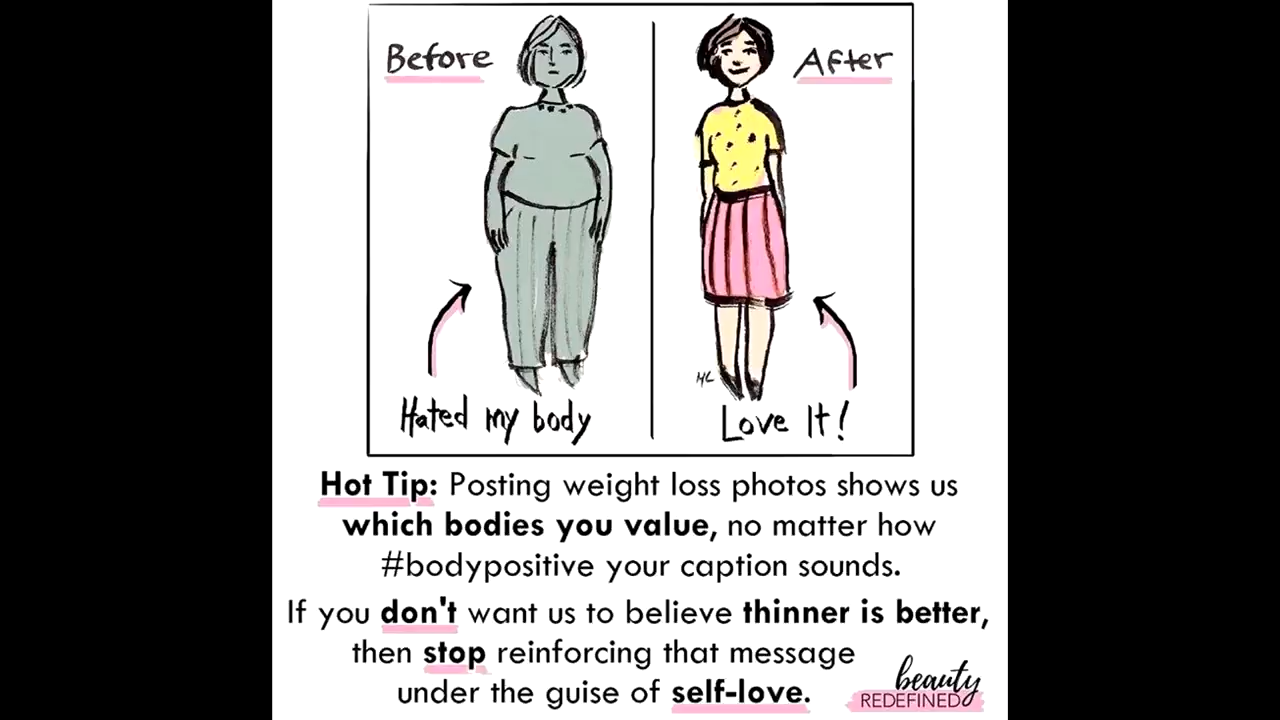 Before
After
Hated my body
HC
Love It!
Hot Tip: Posting weight loss photos shows us
which bodies you value, no matter how
#bodypositive your caption sounds.
If you don't want us to believe thinner is better,
then stop reinforcing that message
under the guise of self-love.
beauty
REDEFINED